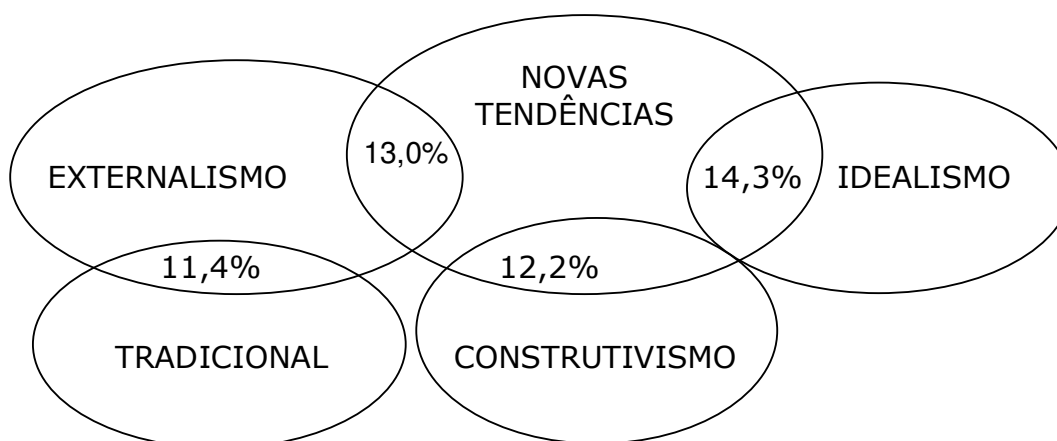 NOVAS
TENDÊNCIAS
13,0%
EXTERNALISMO
14,3%
IDEALISMO
11,4%
12,2%
TRADICIONAL
CONSTRUTIVISMO